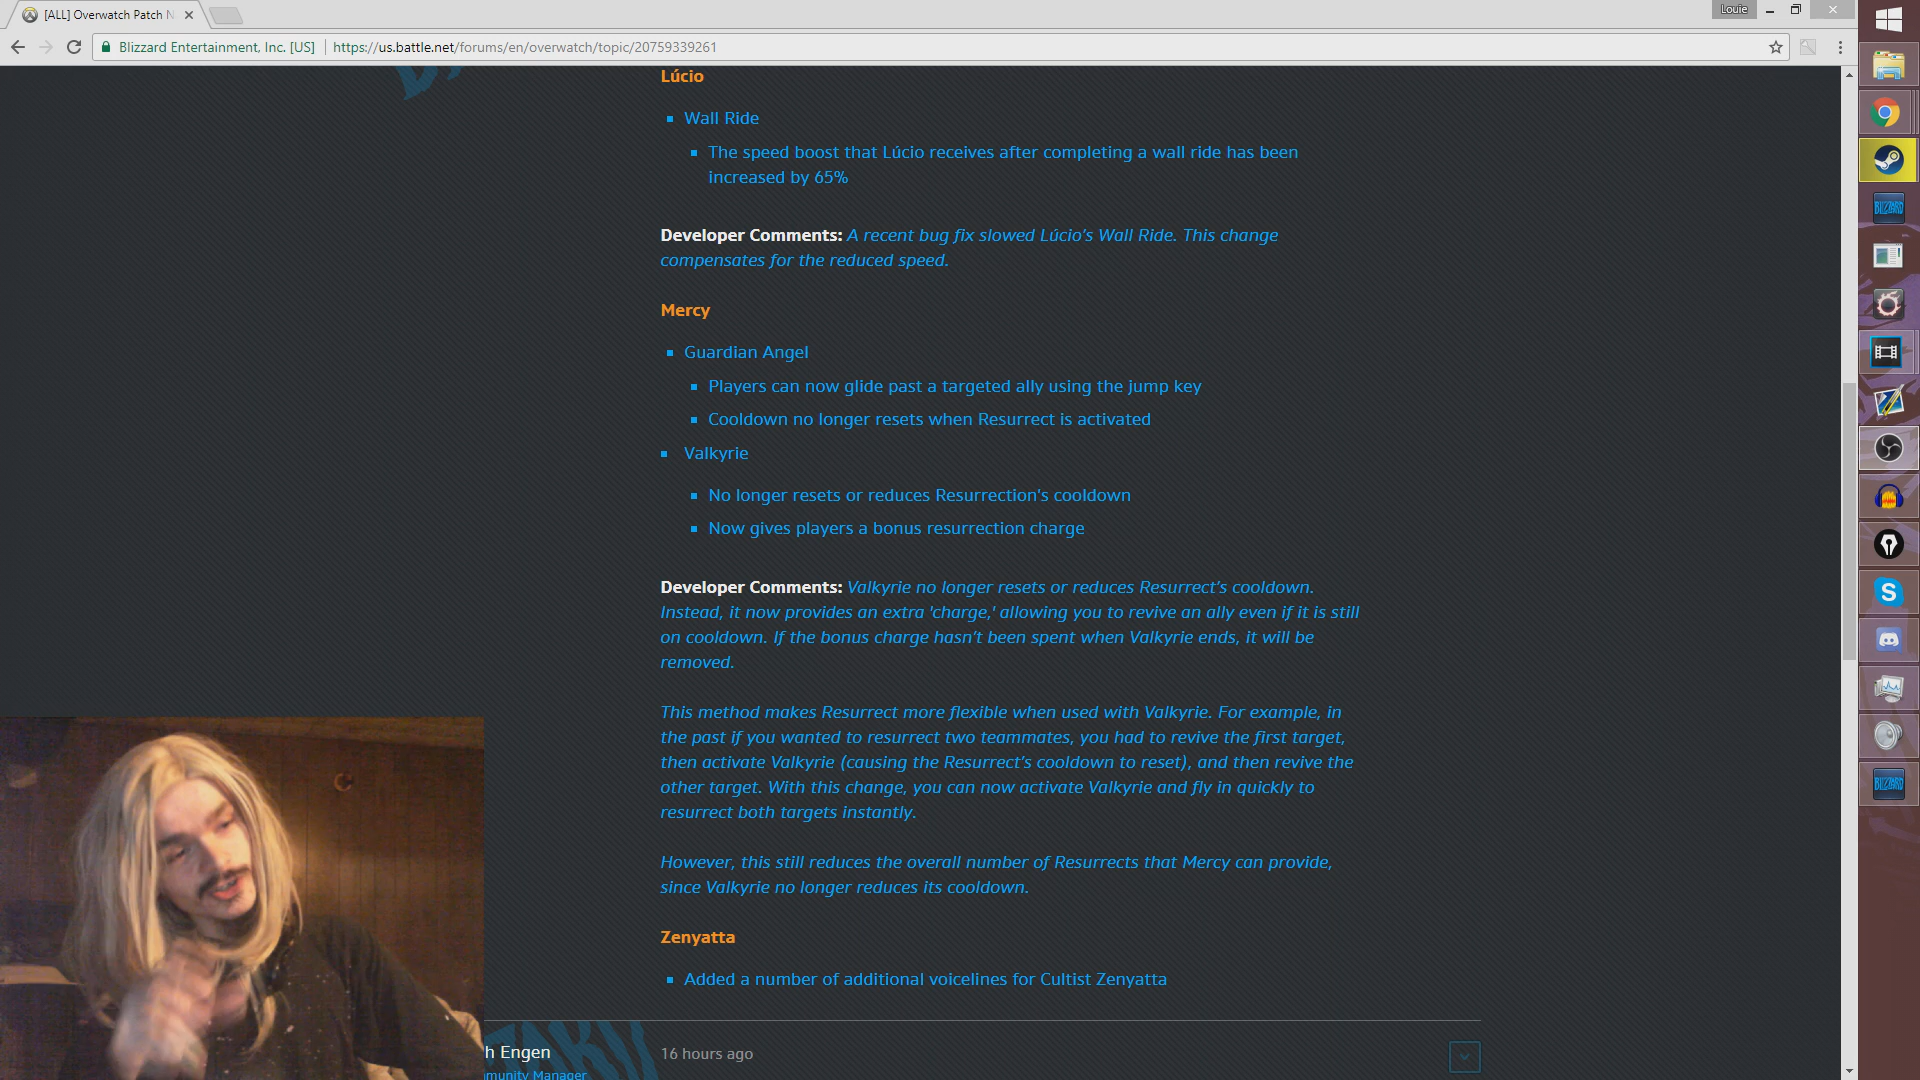 [ALL] Overwatch Patch N
Louie
Blizzard Entertainment, Inc. [US]
https://us.battle.net/forums/en/overwatch/topic/20759339261
Lúcio
Wall Ride
The speed boost that Lúcio receives after completing a wall ride has been
increased by 65%
Developer Comments: A recent bug fix slowed Lúcio’s Wall Ride. This change
compensates for the reduced speed.
Mercy
Guardian Angel
Players can now glide past a targeted ally using the jump key
Cooldown no longer resets when Resurrect is activated
Valkyrie
No longer resets or reduces Resurrection's cooldown
Now gives players a bonus resurrection charge
Developer Comments: Valkyrie no longer resets or reduces Resurrect’s cooldown.
Instead, it now provides an extra 'charge,' allowing you to revive an ally even if it is still
on cooldown. If the bonus charge hasn’t been spent when Valkyrie ends, it will be
removed.
This method makes Resurrect more flexible when used with Valkyrie. For example, in
the past if you wanted to resurrect two teammates, you had to revive the first target,
then activate Valkyrie (causing the Resurrect’s cooldown to reset), and then revive the
other target. With this change, you can now activate Valkyrie and fly in quickly to
resurrect both targets instantly.
However, this still reduces the overall number of Resurrects that Mercy can provide,
since Valkyrie no longer reduces its cooldown.
Zenyatta
Added a number of additional voicelines for Cultist Zenyatta
h Engen
munity Manager
16 hours ago
BLIZZARD
BLIZZARD